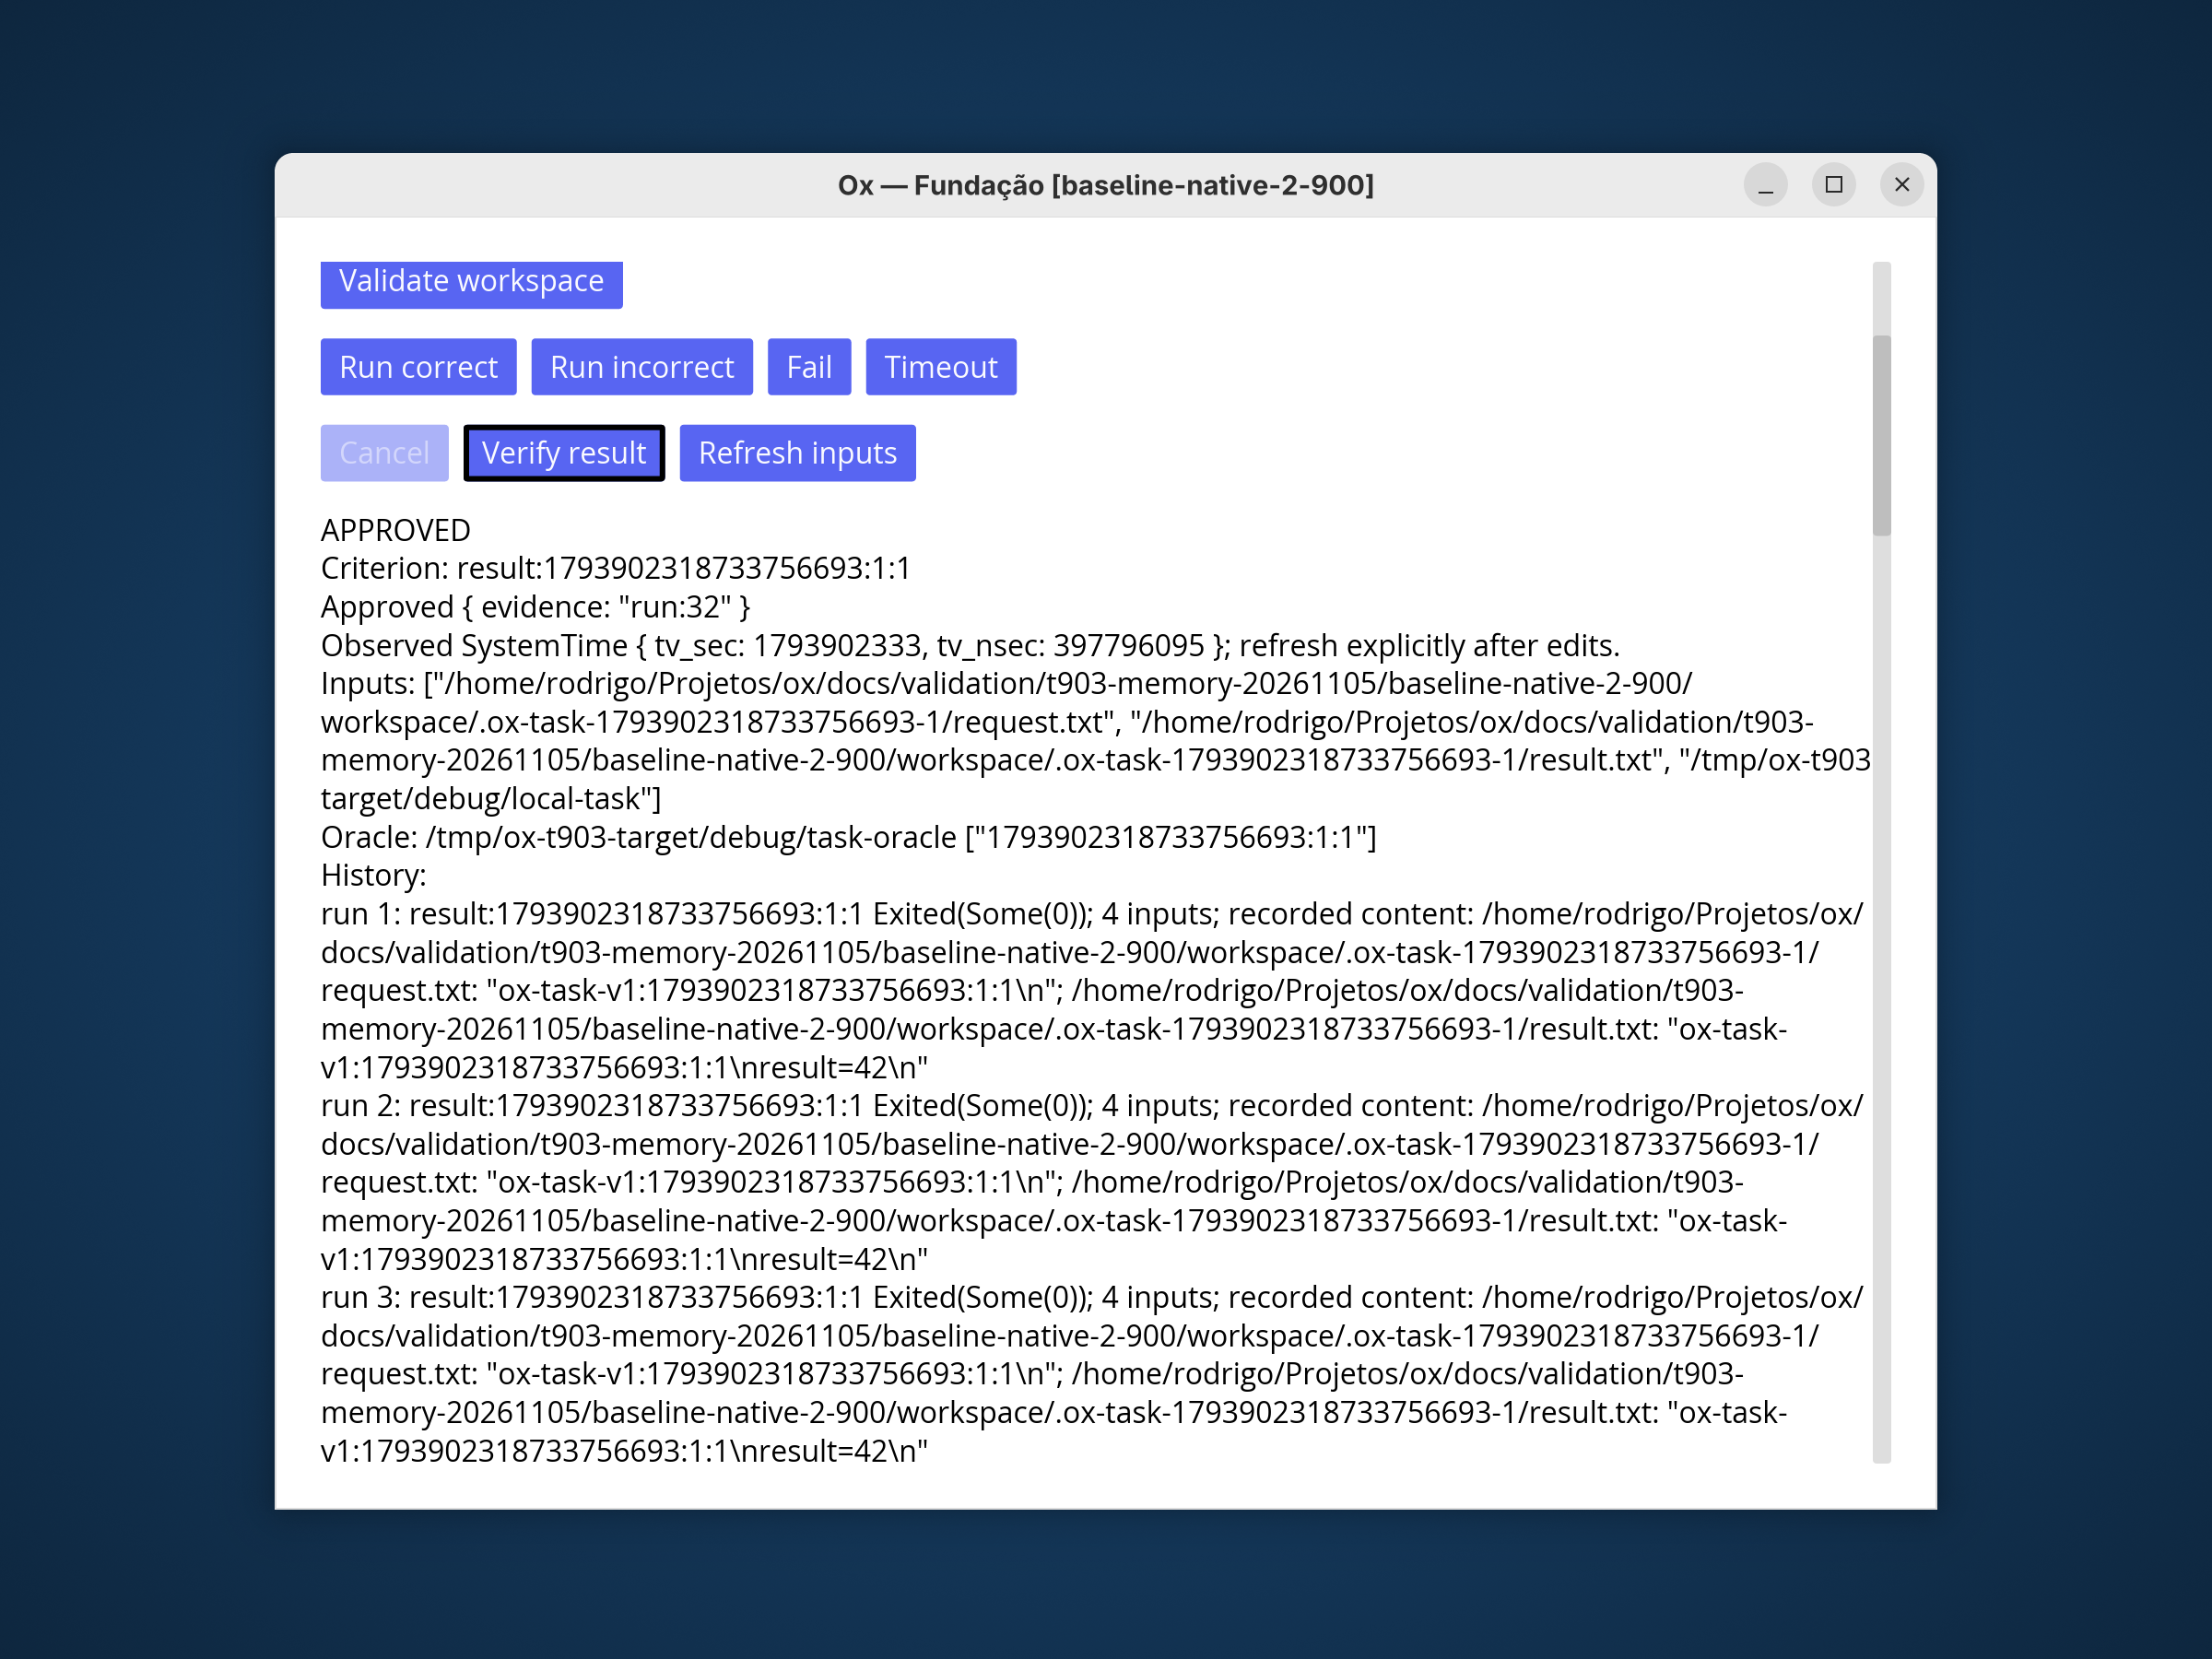 Ox — Fundação [baseline-native-2-900]
Validate workspace
Run correct Run incorrect Fail Timeout
Cancel Verify result Refresh inputs
APPROVED
Criterion: result:1793902318733756693:1:1
Approved { evidence: "run:32" }
Observed SystemTime { tv_sec: 1793902333, tv_nsec: 397796095 }; refresh explicitly after edits.
Inputs: ["/home/rodrigo/Projetos/ox/docs/validation/t903-memory-20261105/baseline-native-2-900/
workspace/.ox-task-1793902318733756693-1/request.txt", "/home/rodrigo/Projetos/ox/docs/validation/t903-
memory-20261105/baseline-native-2-900/workspace/.ox-task-1793902318733756693-1/result.txt", "/tmp/ox-t903
target/debug/local-task"]
Oracle: /tmp/ox-t903-target/debug/task-oracle ["1793902318733756693:1:1"]
History:
run 1: result:1793902318733756693:1:1 Exited(Some(0)); 4 inputs; recorded content: /home/rodrigo/Projetos/ox/
docs/validation/t903-memory-20261105/baseline-native-2-900/workspace/.ox-task-1793902318733756693-1/
request.txt: "ox-task-v1:1793902318733756693:1:1\n"; /home/rodrigo/Projetos/ox/docs/validation/t903-
memory-20261105/baseline-native-2-900/workspace/.ox-task-1793902318733756693-1/result.txt: "ox-task-
v1:1793902318733756693:1:1\nresult=42\n"
run 2: result:1793902318733756693:1:1 Exited(Some(0)); 4 inputs; recorded content: /home/rodrigo/Projetos/ox/
docs/validation/t903-memory-20261105/baseline-native-2-900/workspace/.ox-task-1793902318733756693-1/
request.txt: "ox-task-v1:1793902318733756693:1:1\n"; /home/rodrigo/Projetos/ox/docs/validation/t903-
memory-20261105/baseline-native-2-900/workspace/.ox-task-1793902318733756693-1/result.txt: "ox-task-
v1:1793902318733756693:1:1\nresult=42\n"
run 3: result:1793902318733756693:1:1 Exited(Some(0)); 4 inputs; recorded content: /home/rodrigo/Projetos/ox/
docs/validation/t903-memory-20261105/baseline-native-2-900/workspace/.ox-task-1793902318733756693-1/
request.txt: "ox-task-v1:1793902318733756693:1:1\n"; /home/rodrigo/Projetos/ox/docs/validation/t903-
memory-20261105/baseline-native-2-900/workspace/.ox-task-1793902318733756693-1/result.txt: "ox-task-
v1:1793902318733756693:1:1\nresult=42\n"